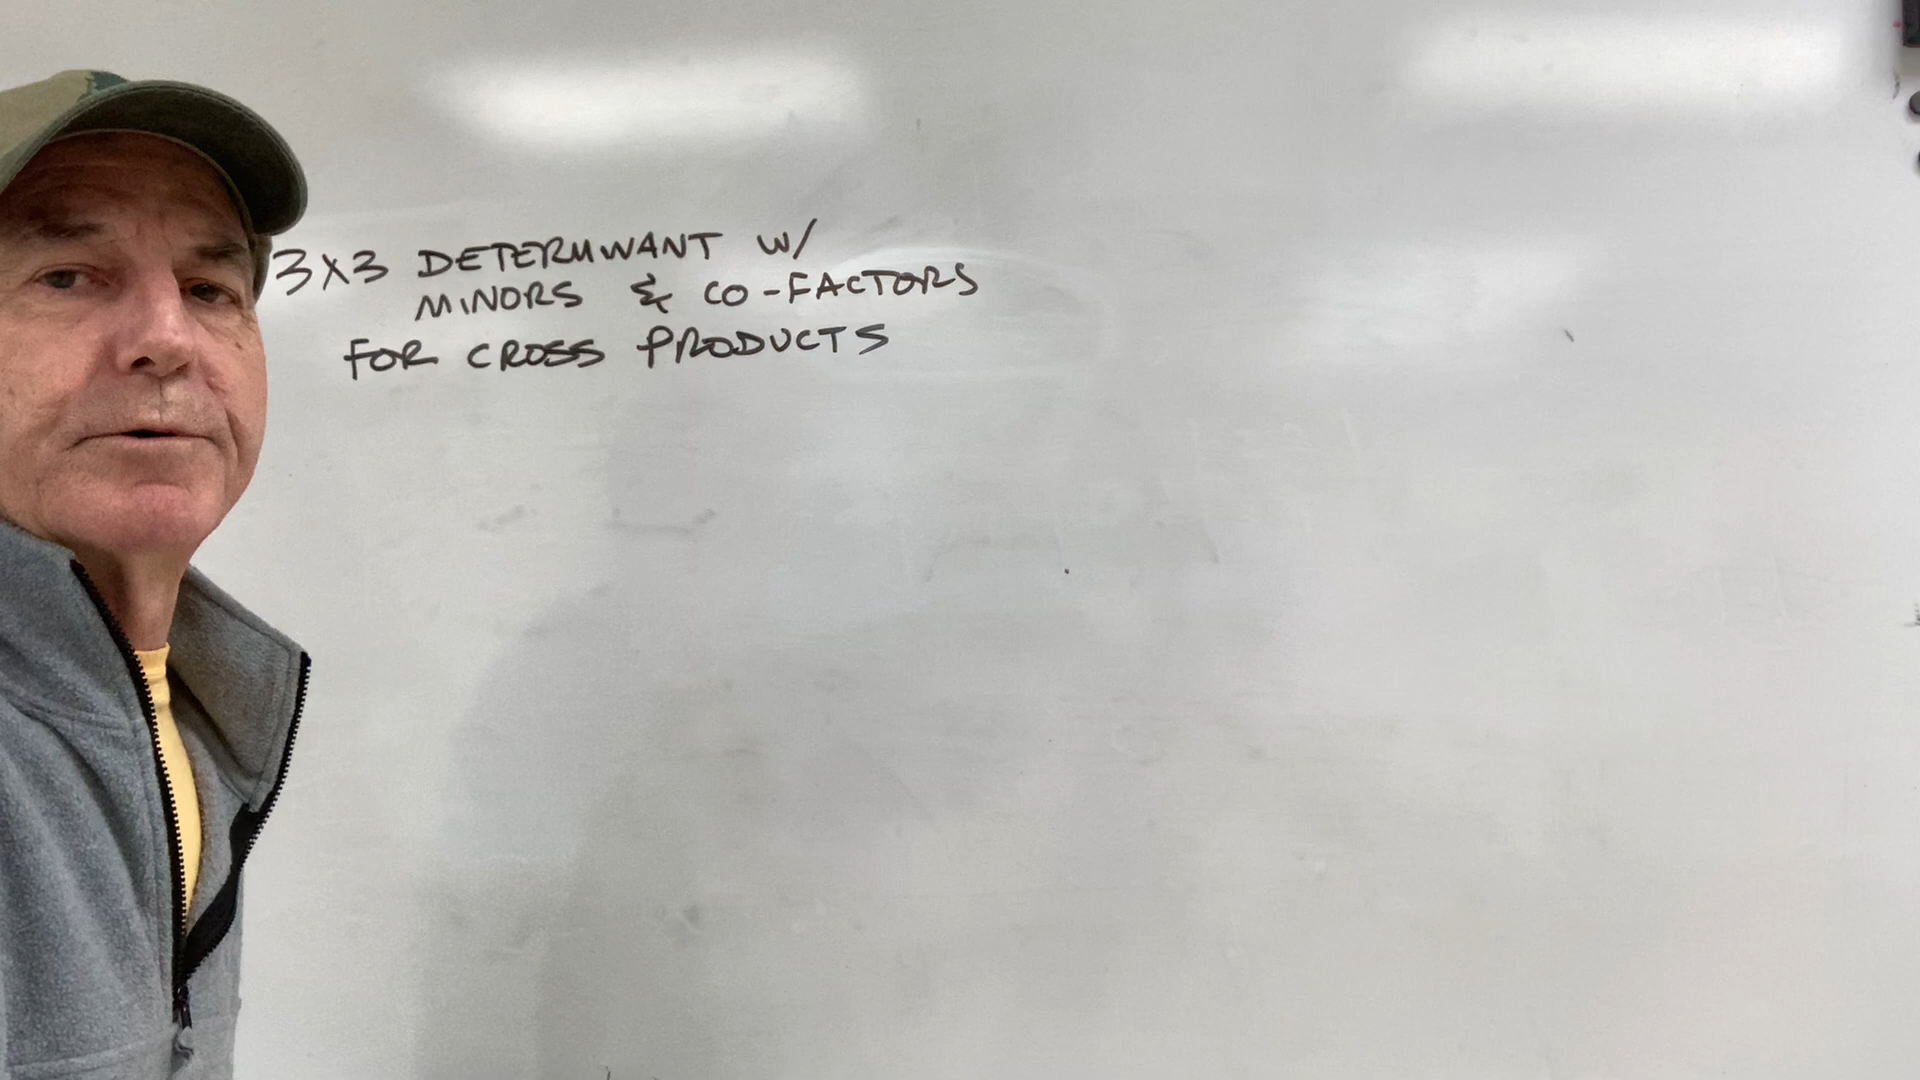 3x3 DETERMINANT W/
MINORS & CO-FACTORS
FOR CROSS PRODUCTS